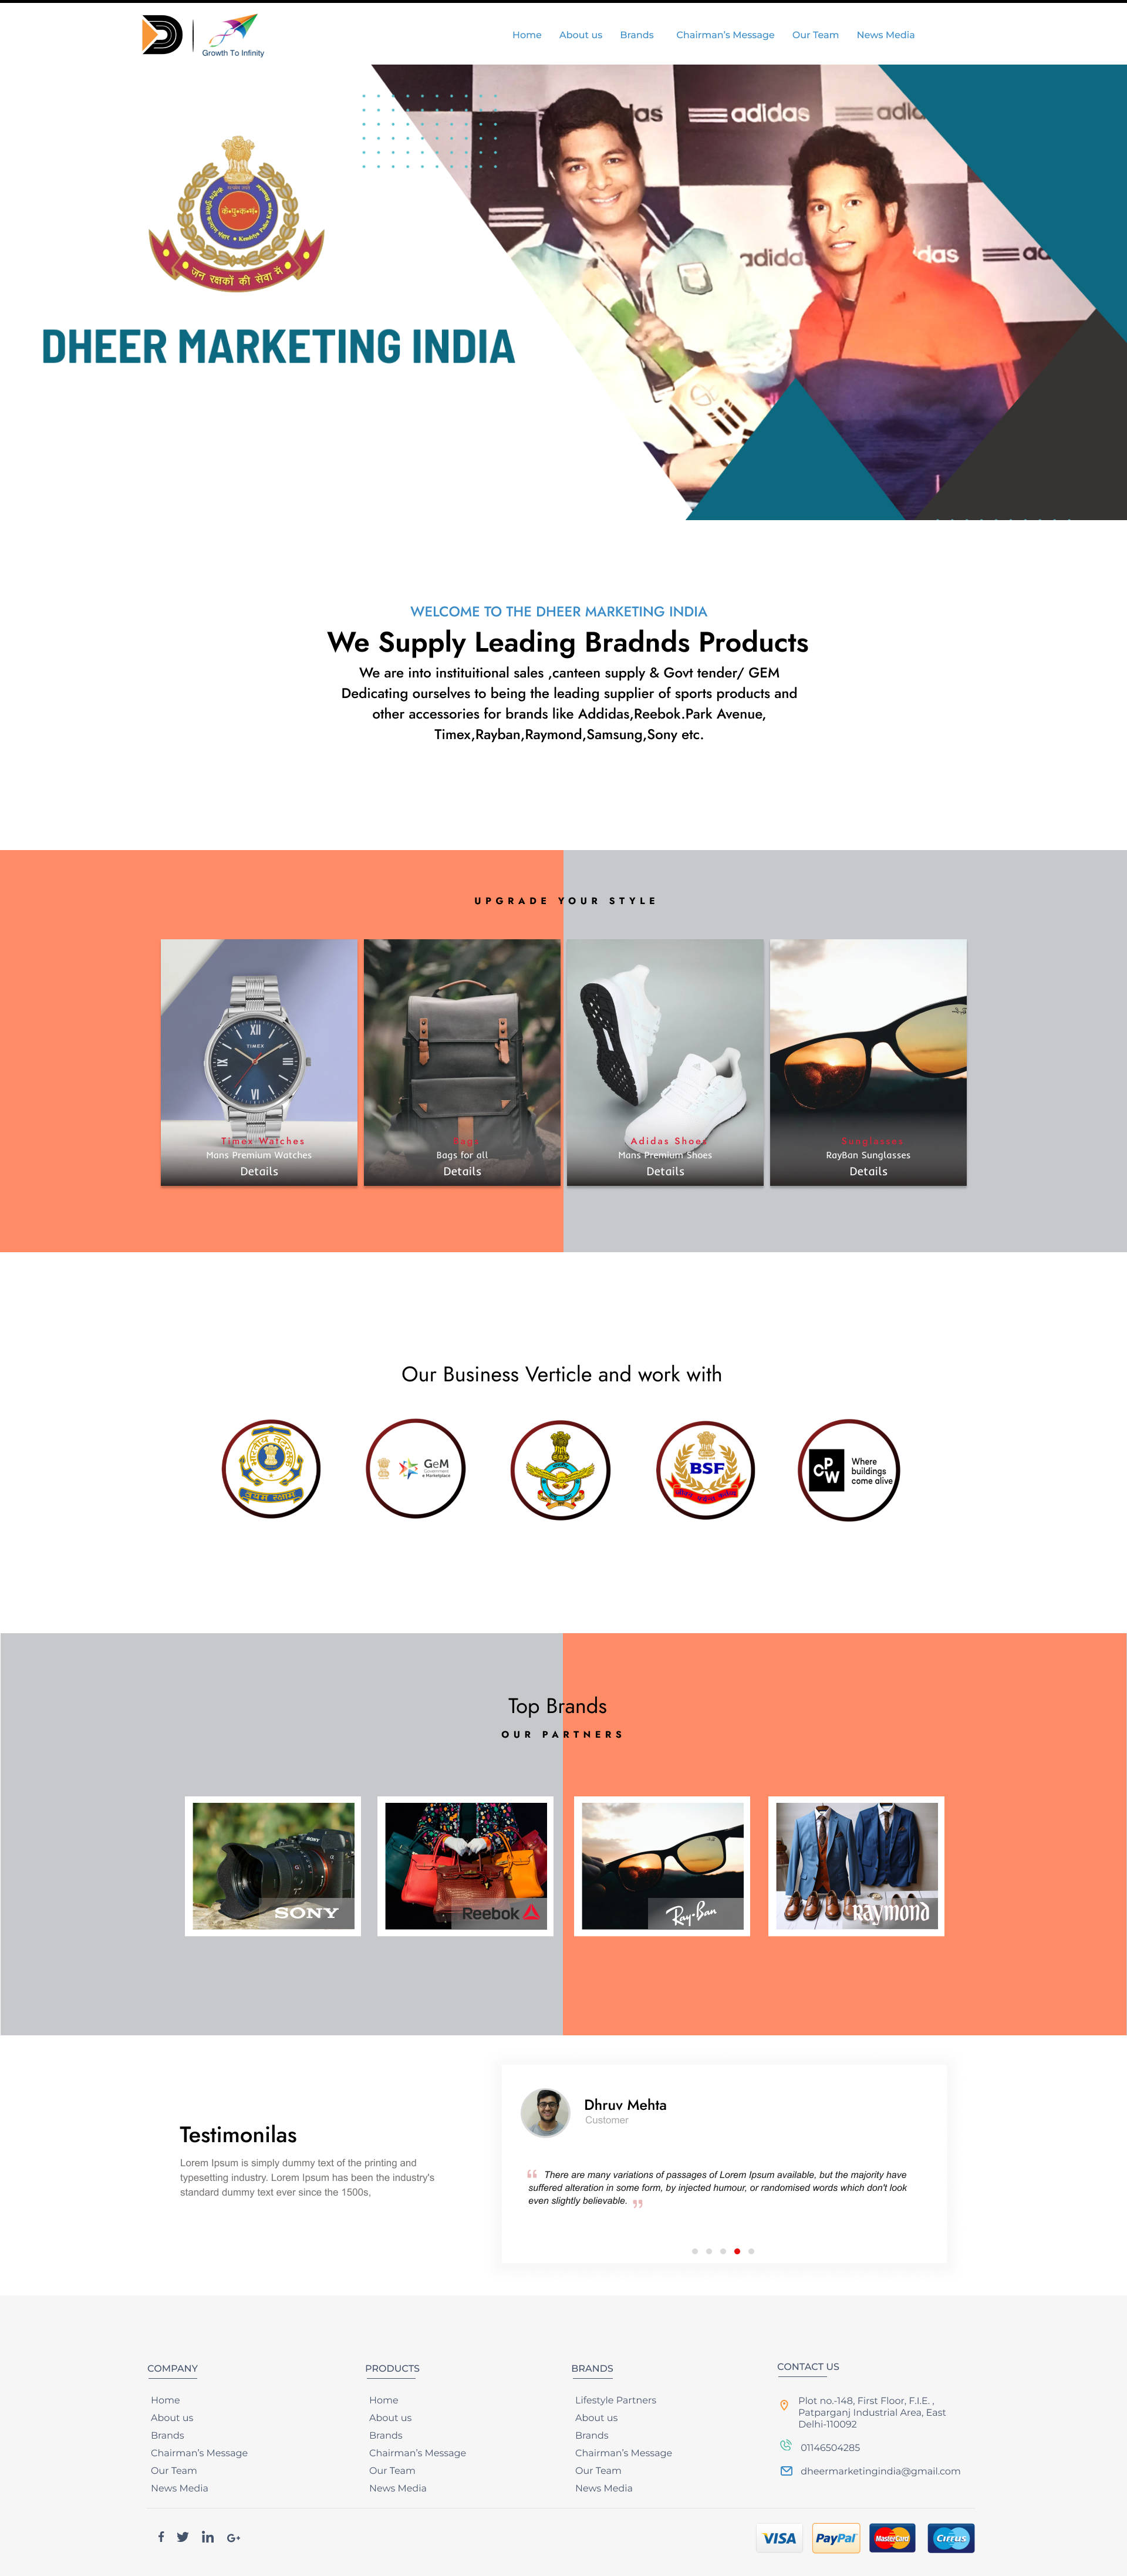 Growth To Infinity
Home About us Brands Chairman's Message Our Team News Media
adidas adidas adidas
के•पु•क•भ•
जन रक्षकों की सेवा में
DHEER MARKETING INDIA
WELCOME TO THE DHEER MARKETING INDIA
We Supply Leading Bradnds Products
We are into instituitional sales ,canteen supply & Govt tender/ GEM
Dedicating ourselves to being the leading supplier of sports products and
other accessories for brands like Addidas,Reebok.Park Avenue,
Timex,Rayban,Raymond,Samsung,Sony etc.
UPGRADE YOUR STYLE
TIMEX
Timex Watches
Mans Premium Watches
Details
Bags
Bags for all
Details
Adidas Shoes
Mans Premium Shoes
Details
Sunglasses
RayBan Sunglasses
Details
Our Business Verticle and work with
GeM
Government
e Marketplace
BSF
CPW
Where
buildings
come alive
Top Brands
OUR PARTNERS
SONY
SONY
Reebok
Ray-Ban
Raymond
Testimonilas
Lorem Ipsum is simply dummy text of the printing and
typesetting industry. Lorem Ipsum has been the industry's
standard dummy text ever since the 1500s,
Dhruv Mehta
Customer
“ There are many variations of passages of Lorem Ipsum available, but the majority have
suffered alteration in some form, by injected humour, or randomised words which don't look
even slightly believable. ”
COMPANY
Home
About us
Brands
Chairman's Message
Our Team
News Media
PRODUCTS
Home
About us
Brands
Chairman's Message
Our Team
News Media
BRANDS
Lifestyle Partners
About us
Brands
Chairman's Message
Our Team
News Media
CONTACT US
Plot no.-148, First Floor, F.I.E. ,
Patparganj Industrial Area, East
Delhi-110092
01146504285
dheermarketingindia@gmail.com
f in G+
VISA PayPal MasterCard Cirrus